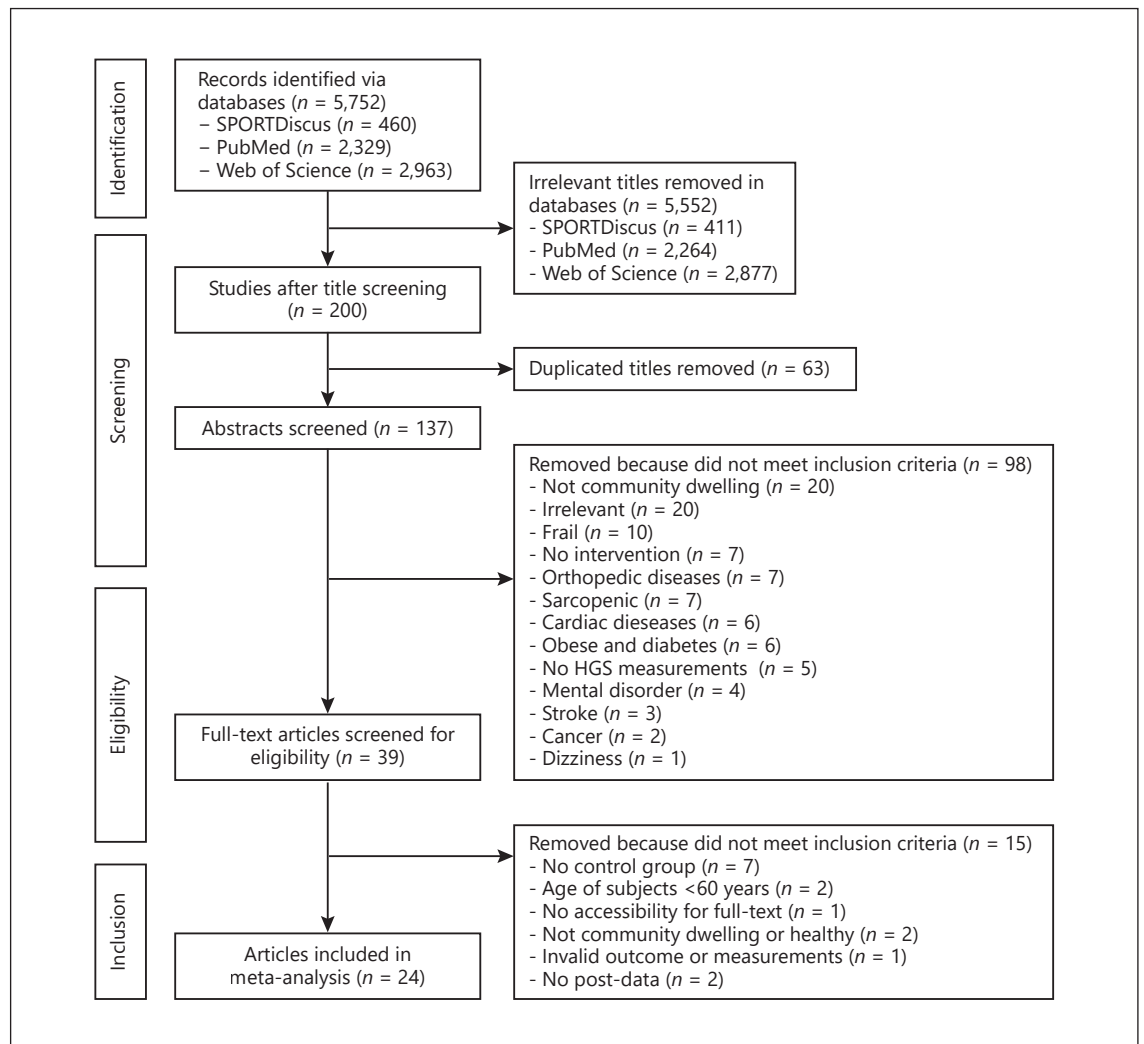 Identification
Records identified via
databases (n = 5,752)
– SPORTDiscus (n = 460)
– PubMed (n = 2,329)
– Web of Science (n = 2,963)
Irrelevant titles removed in
databases (n = 5,552)
- SPORTDiscus (n = 411)
- PubMed (n = 2,264)
- Web of Science (n = 2,877)
Screening
Studies after title screening
(n = 200)
Duplicated titles removed (n = 63)
Abstracts screened (n = 137)
Removed because did not meet inclusion criteria (n = 98)
- Not community dwelling (n = 20)
- Irrelevant (n = 20)
- Frail (n = 10)
- No intervention (n = 7)
- Orthopedic diseases (n = 7)
- Sarcopenic (n = 7)
- Cardiac dieseases (n = 6)
- Obese and diabetes (n = 6)
- No HGS measurements (n = 5)
- Mental disorder (n = 4)
- Stroke (n = 3)
- Cancer (n = 2)
- Dizziness (n = 1)
Eligibility
Full-text articles screened for
eligibility (n = 39)
Removed because did not meet inclusion criteria (n = 15)
- No control group (n = 7)
- Age of subjects <60 years (n = 2)
- No accessibility for full-text (n = 1)
- Not community dwelling or healthy (n = 2)
- Invalid outcome or measurements (n = 1)
- No post-data (n = 2)
Inclusion
Articles included in
meta-analysis (n = 24)